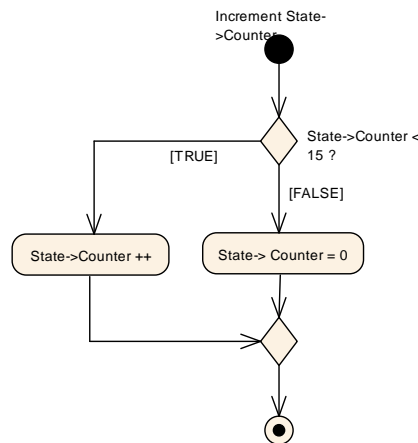 Increment State-
>Counter
State->Counter <
15 ?
[TRUE]
[FALSE]
State->Counter ++
State-> Counter = 0